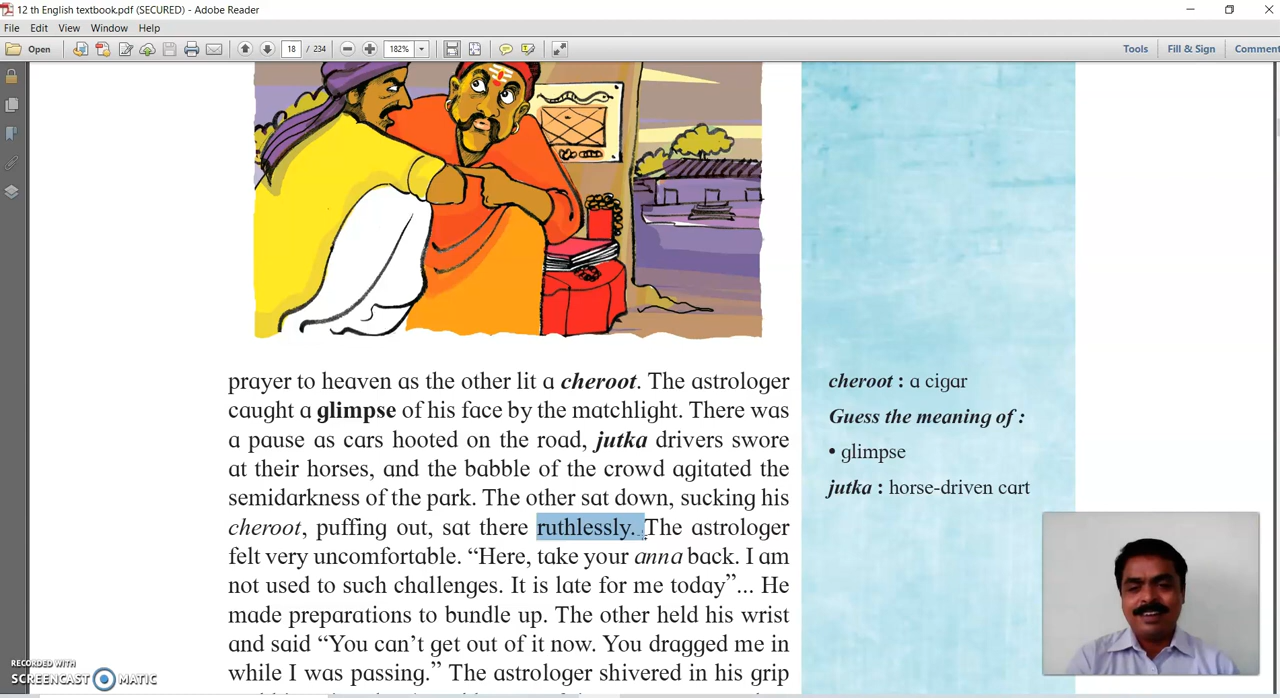 12 th English textbook.pdf (SECURED) - Adobe Reader
File Edit View Window Help
Open 18 / 234 182% Tools Fill & Sign Comment
prayer to heaven as the other lit a cheroot. The astrologer
caught a glimpse of his face by the matchlight. There was
a pause as cars hooted on the road, jutka drivers swore
at their horses, and the babble of the crowd agitated the
semidarkness of the park. The other sat down, sucking his
cheroot, puffing out, sat there ruthlessly. The astrologer
felt very uncomfortable. “Here, take your anna back. I am
not used to such challenges. It is late for me today”... He
made preparations to bundle up. The other held his wrist
and said “You can’t get out of it now. You dragged me in
while I was passing.” The astrologer shivered in his grip
cheroot : a cigar
Guess the meaning of :
• glimpse
jutka : horse-driven cart
RECORDED WITH
SCREENCAST MATIC